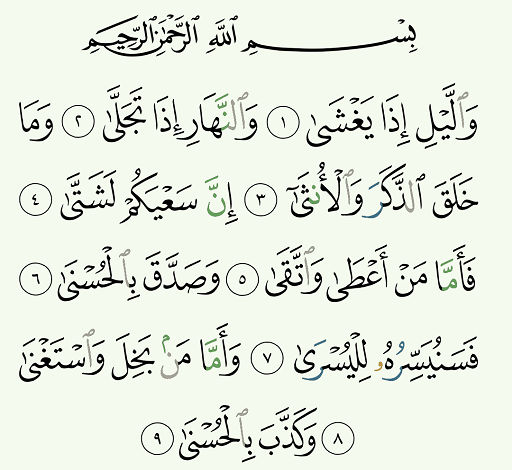 بِسْمِ ٱللَّهِ ٱلرَّحْمَٰنِ ٱلرَّحِيمِ
وَٱلَّيْلِ إِذَا يَغْشَىٰ ١ وَٱلنَّهَارِ إِذَا تَجَلَّىٰ ٢ وَمَا
خَلَقَ ٱلذَّكَرَ وَٱلْأُنثَىٰٓ ٣ إِنَّ سَعْيَكُمْ لَشَتَّىٰ ٤
فَأَمَّا مَنْ أَعْطَىٰ وَٱتَّقَىٰ ٥ وَصَدَّقَ بِٱلْحُسْنَىٰ ٦
فَسَنُيَسِّرُهُۥ لِلْيُسْرَىٰ ٧ وَأَمَّا مَنۢ بَخِلَ وَٱسْتَغْنَىٰ
٨ وَكَذَّبَ بِٱلْحُسْنَىٰ ٩